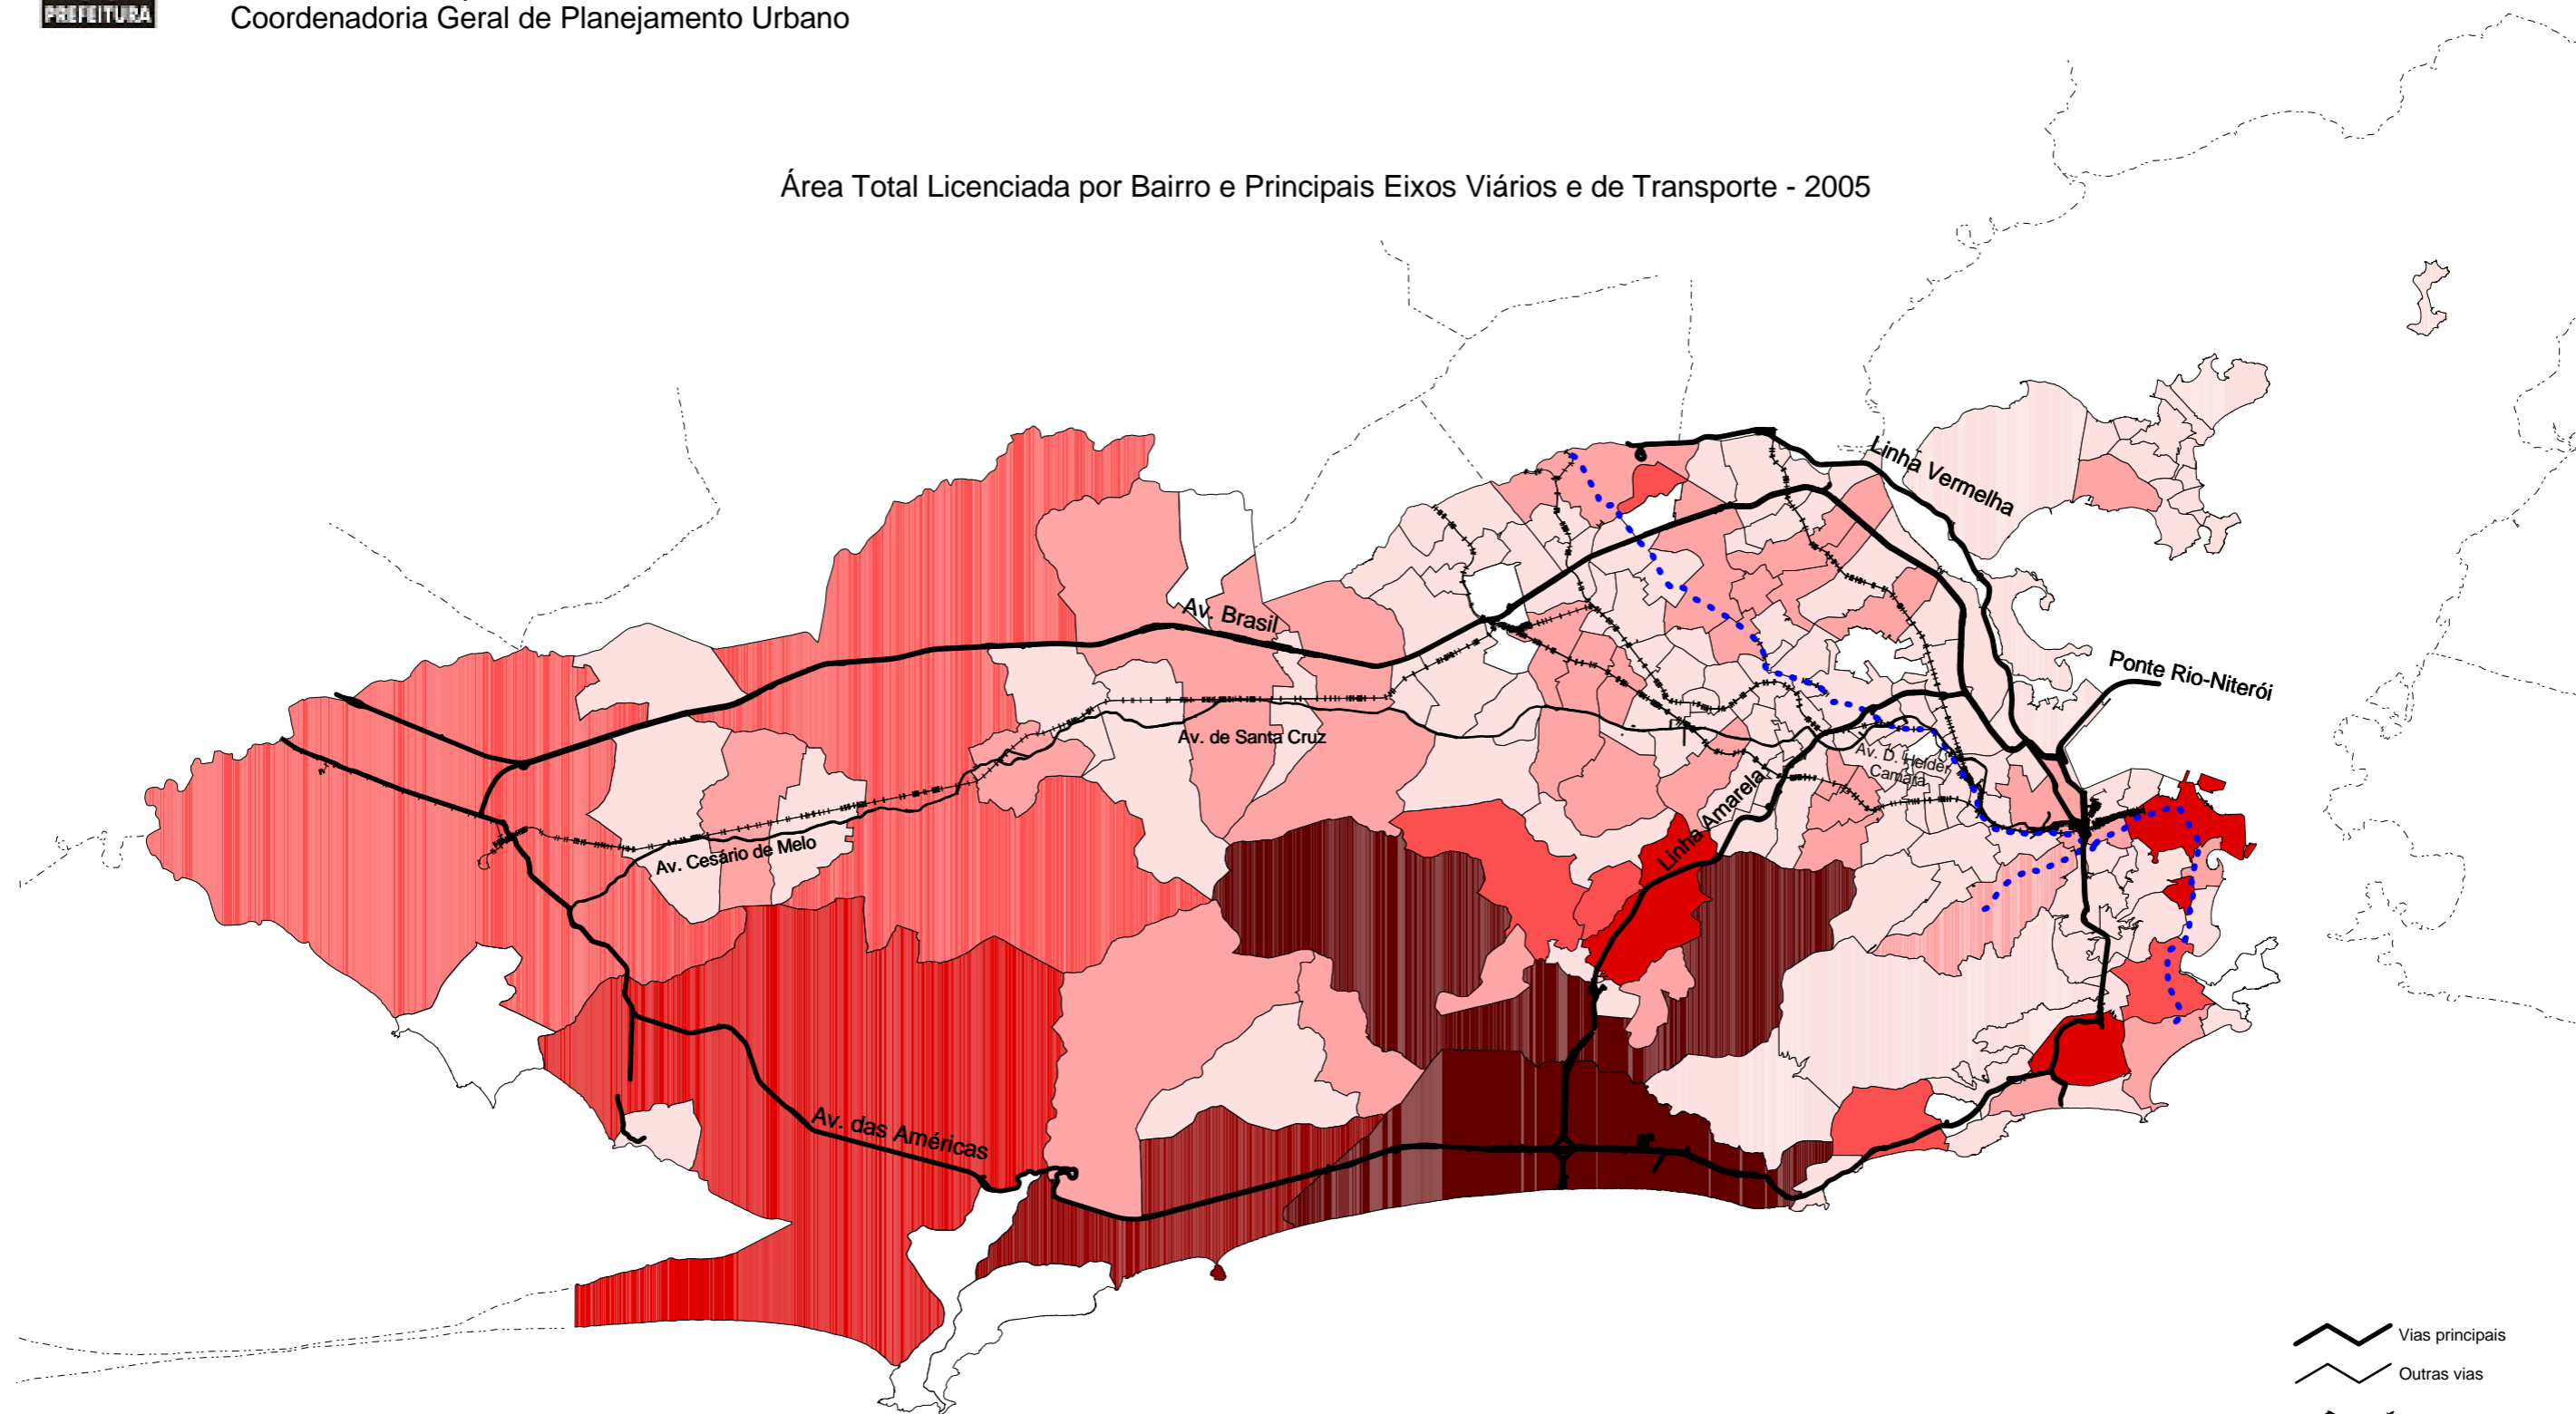 PREFEITURA
Coordenadoria Geral de Planejamento Urbano
Área Total Licenciada por Bairro e Principais Eixos Viários e de Transporte - 2005
Linha Vermelha
Av. Brasil
Ponte Rio-Niterói
Av. de Santa Cruz
Av. D. Helder
Camara
Linha Amarela
Av. Cesário de Melo
Av. das Américas
Vias principais
Outras vias